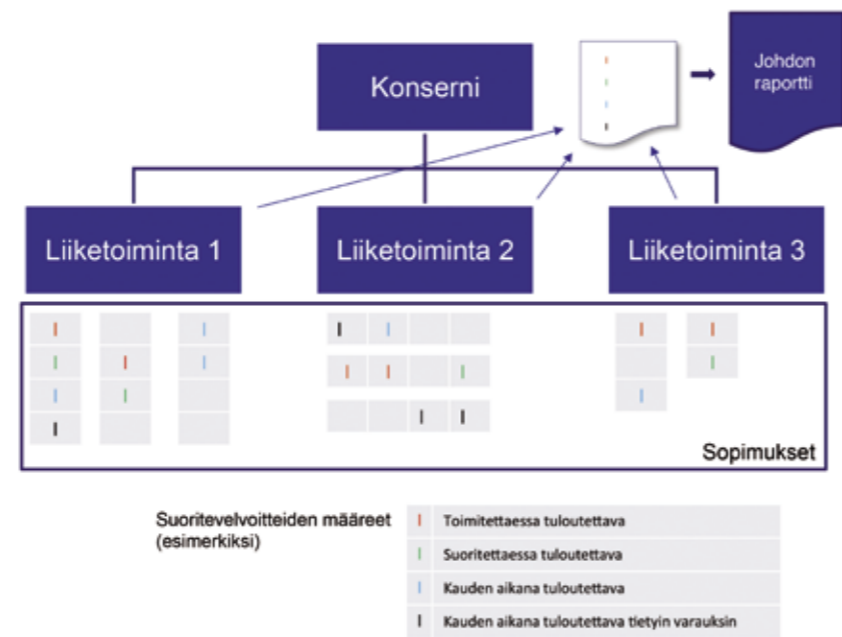 Konserni
Johdon
raportti
Liiketoiminta 1
Liiketoiminta 2
Liiketoiminta 3
Sopimukset
Suoritevelvoitteiden määreet
(esimerkiksi)
Toimitettaessa tuloutettava
Suoritettaessa tuloutettava
Kauden aikana tuloutettava
Kauden aikana tuloutettava tietyin varauksin